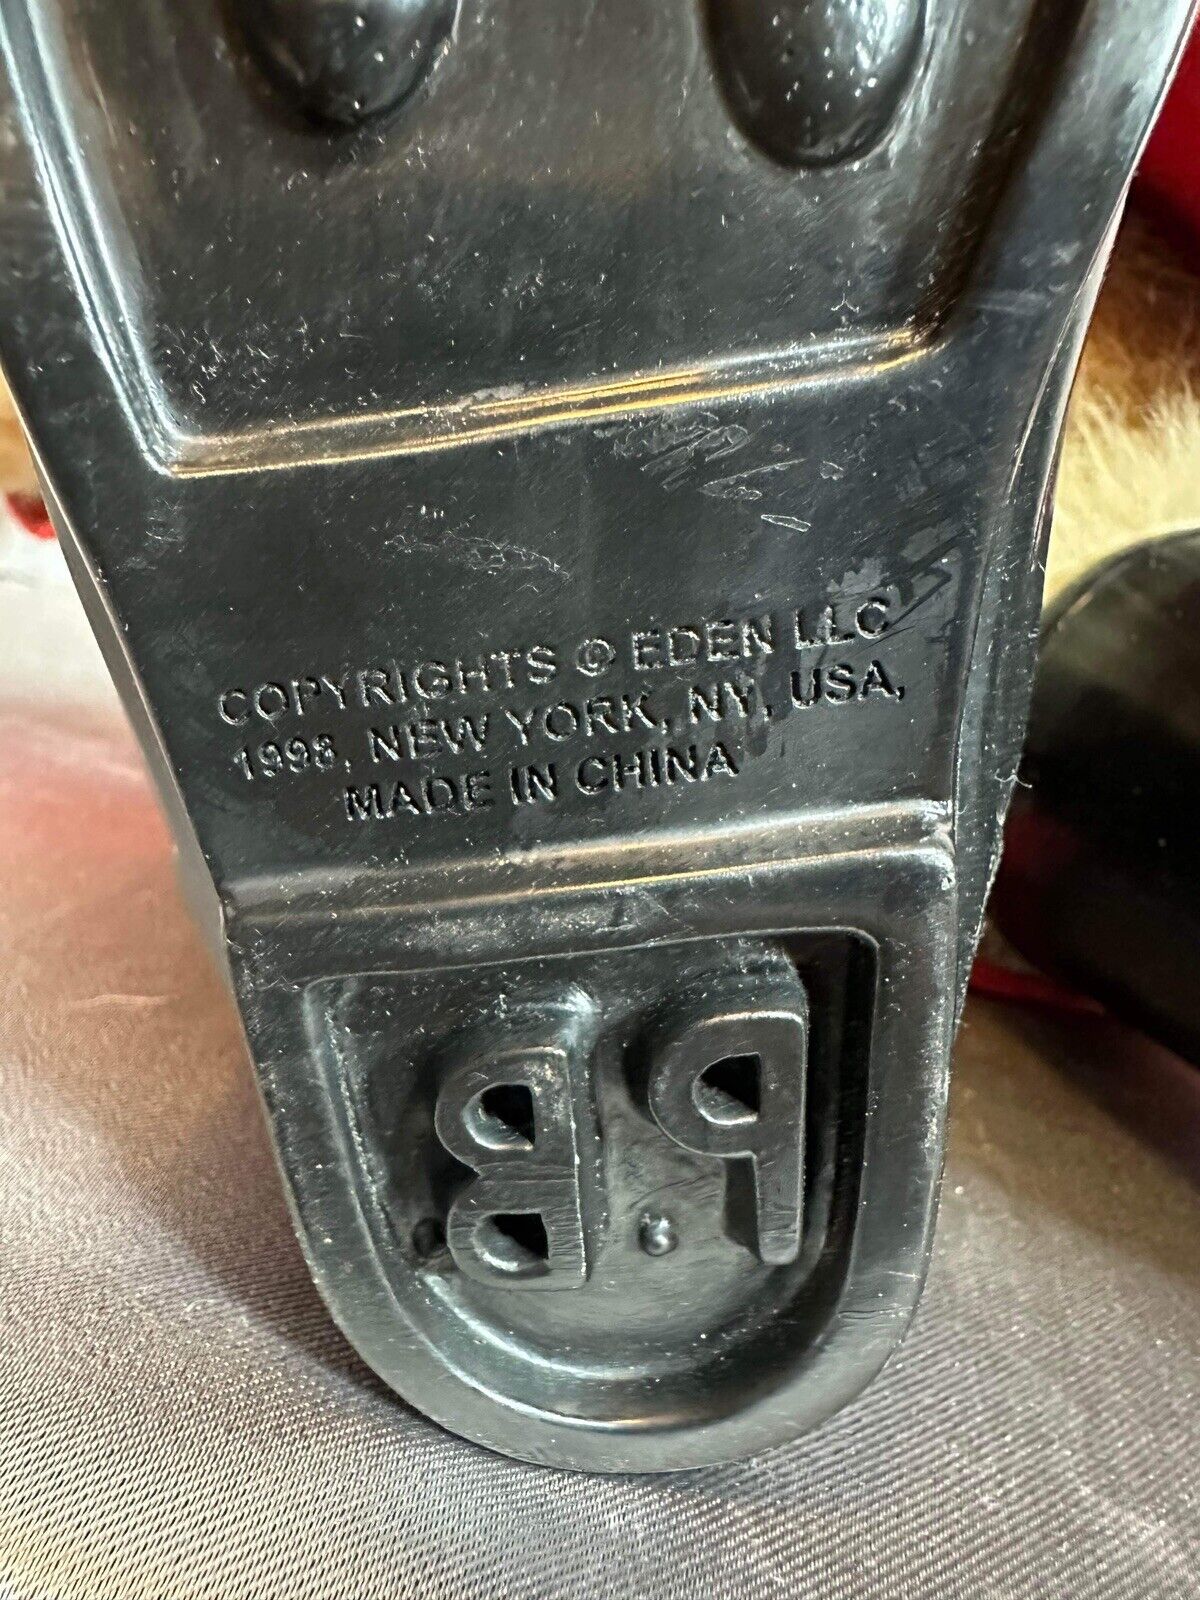 COPYRIGHTS © EDEN LLC
1998, NEW YORK, NY, USA,
MADE IN CHINA
PB